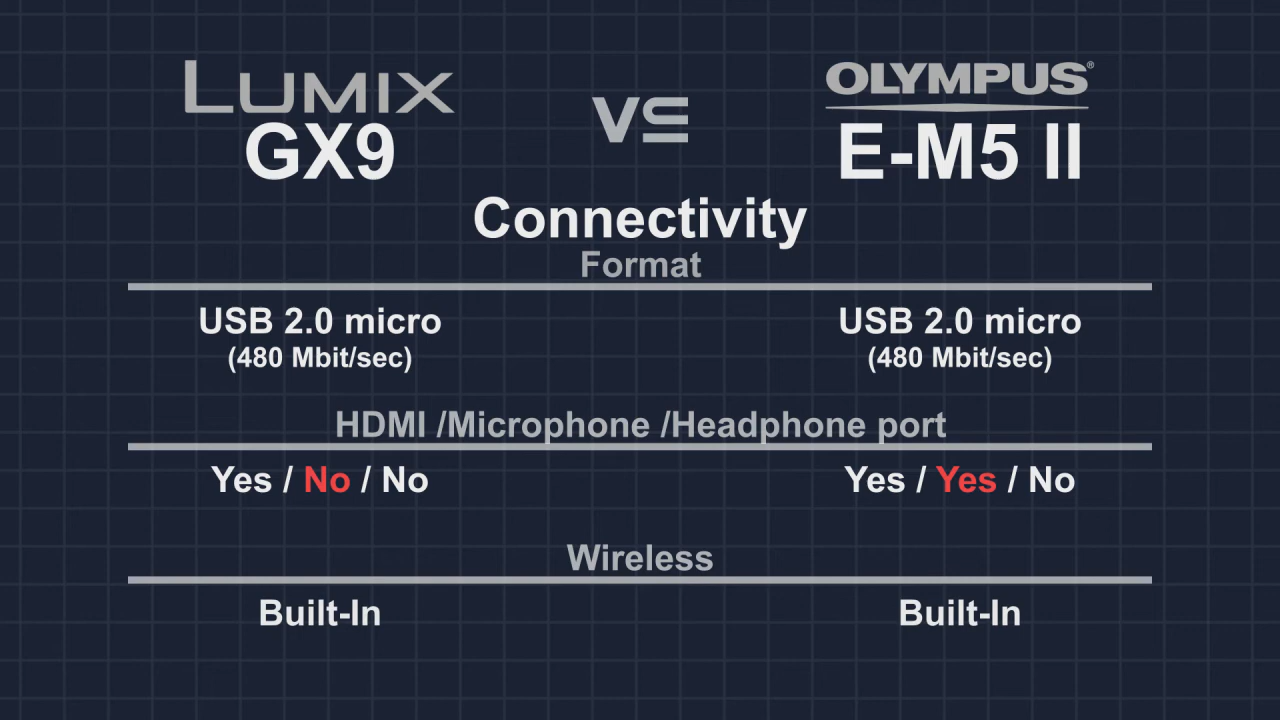 LUMIX VS OLYMPUS®
GX9 E-M5 II
Connectivity
Format
USB 2.0 micro USB 2.0 micro
(480 Mbit/sec) (480 Mbit/sec)
HDMI /Microphone /Headphone port
Yes / No / No Yes / Yes / No
Wireless
Built-In Built-In